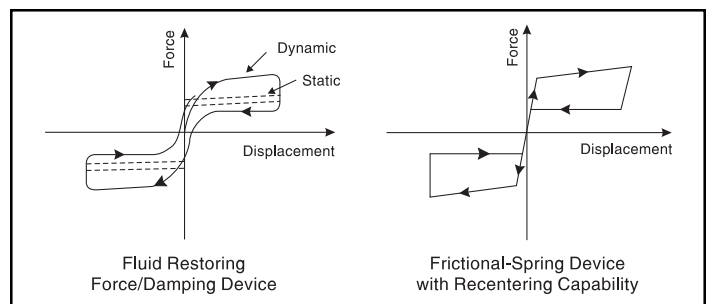 Force
Dynamic
Static
Displacement
Fluid Restoring
Force/Damping Device
Force
Displacement
Frictional-Spring Device
with Recentering Capability